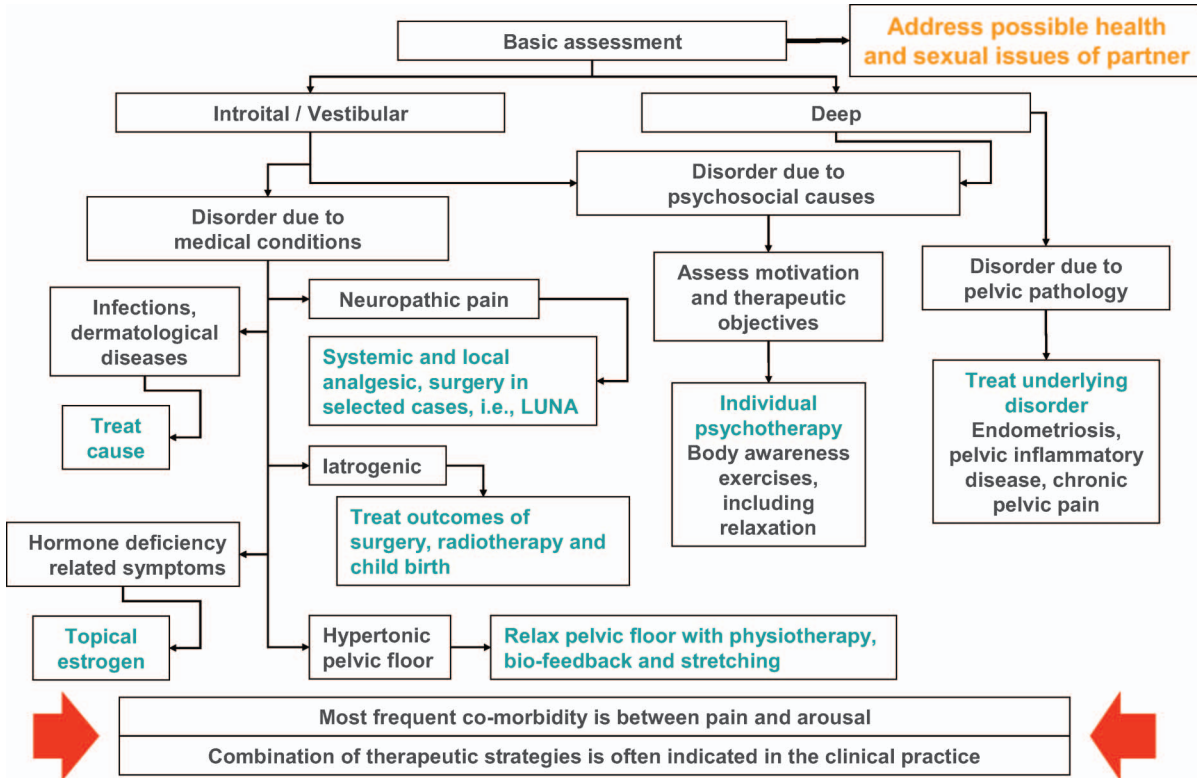 Basic assessment
Address possible health
and sexual issues of partner
Introital / Vestibular
Deep
Disorder due to
psychosocial causes
Disorder due to
medical conditions
Assess motivation
and therapeutic
objectives
Disorder due to
pelvic pathology
Infections,
dermatological
diseases
Neuropathic pain
Systemic and local
analgesic, surgery in
selected cases, i.e., LUNA
Treat
cause
Individual
psychotherapy
Body awareness
exercises,
including
relaxation
Treat underlying
disorder
Endometriosis,
pelvic inflammatory
disease, chronic
pelvic pain
Iatrogenic
Treat outcomes of
surgery, radiotherapy and
child birth
Hormone deficiency
related symptoms
Topical
estrogen
Hypertonic
pelvic floor
Relax pelvic floor with physiotherapy,
bio-feedback and stretching
Most frequent co-morbidity is between pain and arousal
Combination of therapeutic strategies is often indicated in the clinical practice